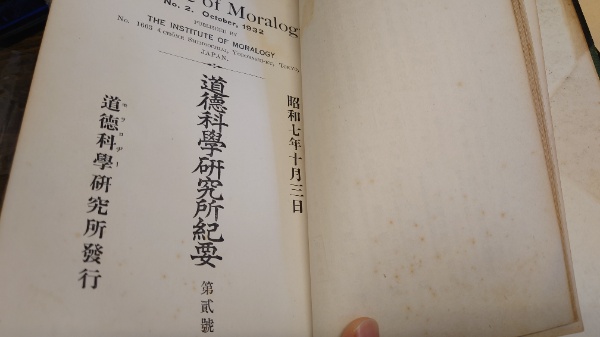 of Moralogy
No. 2. October, 1932
PUBLISHED BY
THE INSTITUTE OF MORALOGY
JAPAN.
昭和七年十月三日
道德科學研究所紀要
第貳號
道德科學研究所發行